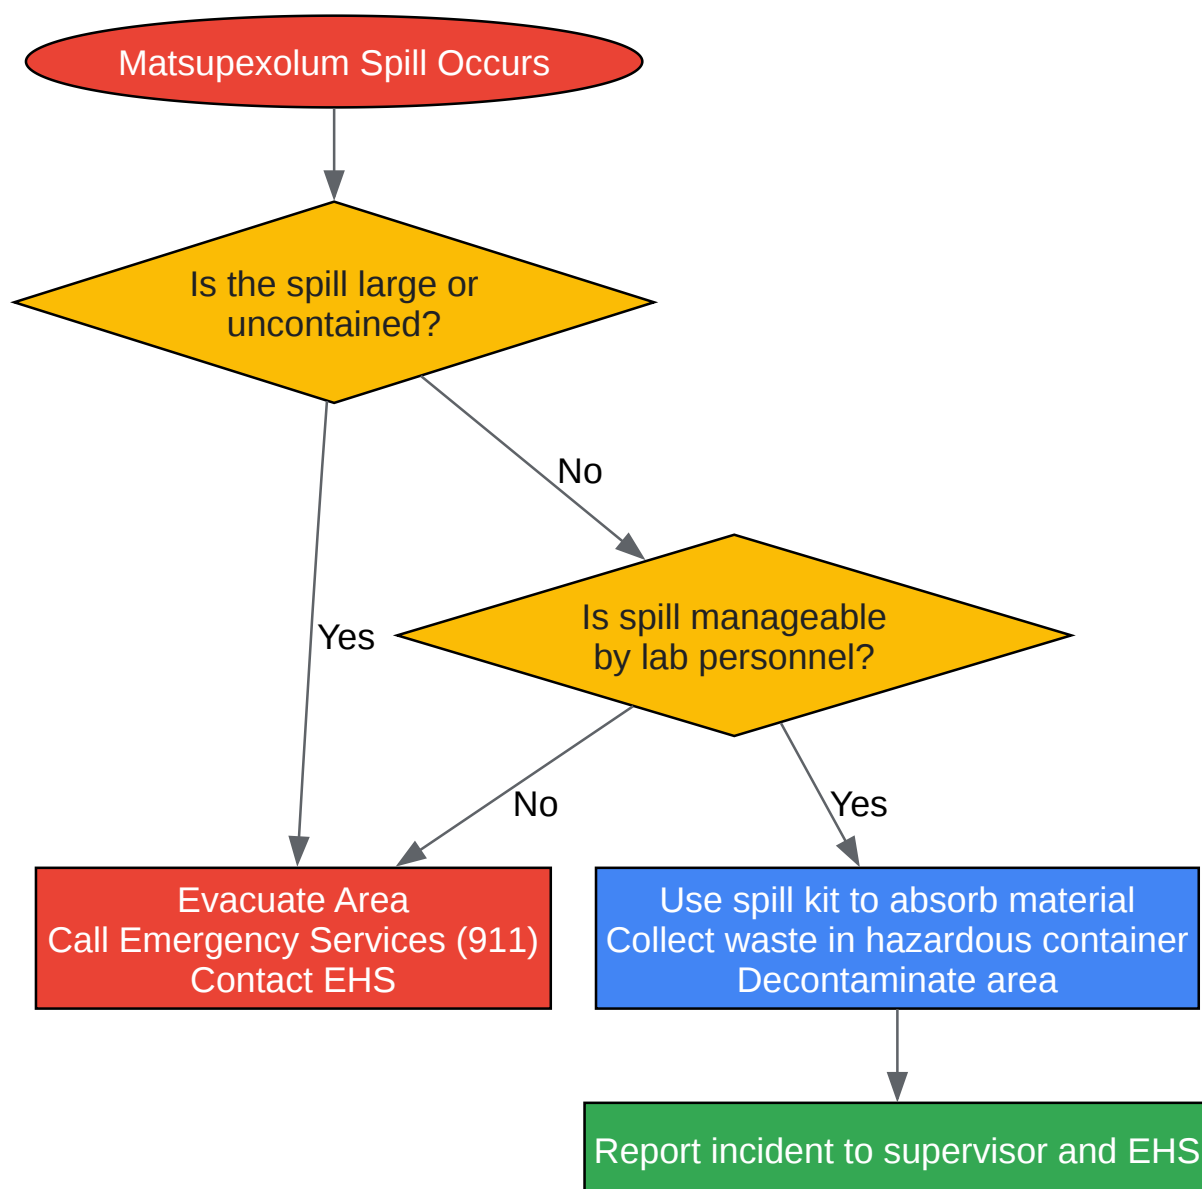 Matsupexolum Spill Occurs
Is the spill large or
uncontained?
No
Yes
Is spill manageable
by lab personnel?
No
Yes
Evacuate Area
Call Emergency Services (911)
Contact EHS
Use spill kit to absorb material
Collect waste in hazardous container
Decontaminate area
Report incident to supervisor and EHS